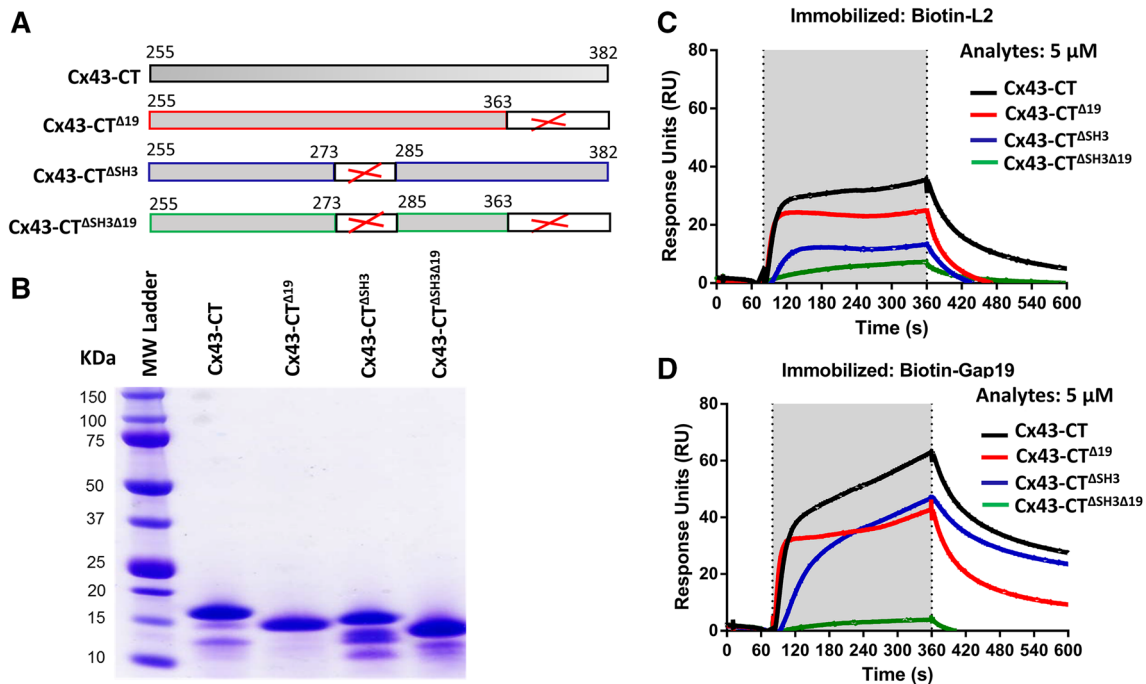 A
255 382
Cx43-CT
255 363
Cx43-CTΔ19
255 273 285 382
Cx43-CTΔSH3
255 273 285 363
Cx43-CTΔSH3Δ19
B
KDa
MW Ladder
Cx43-CT
Cx43-CTΔ19
Cx43-CTΔSH3
Cx43-CTΔSH3Δ19
150
100
75
50
37
25
20
15
10
C
Immobilized: Biotin-L2
Analytes: 5 μM
Cx43-CT
Cx43-CTΔ19
Cx43-CTΔSH3
Cx43-CTΔSH3Δ19
Response Units (RU)
80
60
40
20
0
0 60 120 180 240 300 360 420 480 540 600
Time (s)
D
Immobilized: Biotin-Gap19
Analytes: 5 μM
Cx43-CT
Cx43-CTΔ19
Cx43-CTΔSH3
Cx43-CTΔSH3Δ19
Response Units (RU)
80
60
40
20
0
0 60 120 180 240 300 360 420 480 540 600
Time (s)